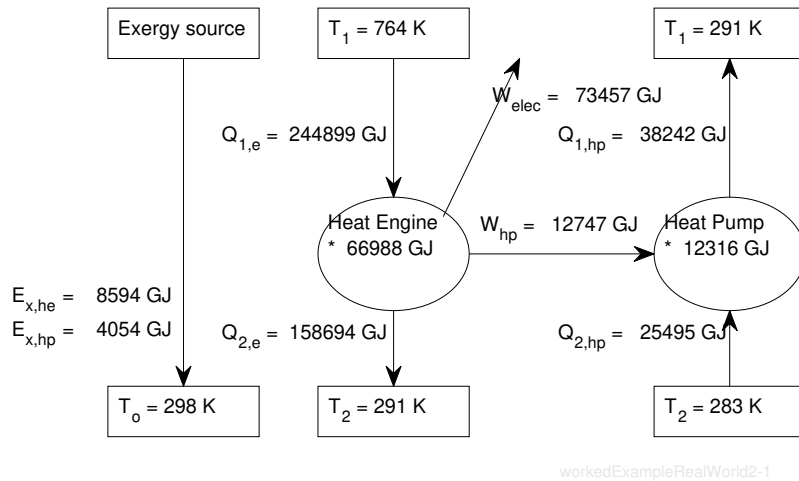 Exergy source
T1 = 764 K
T1 = 291 K
Welec = 73457 GJ
Q1,e = 244899 GJ
Q1,hp = 38242 GJ
Heat Engine
* 66988 GJ
Whp = 12747 GJ
Heat Pump
* 12316 GJ
Ex,he = 8594 GJ
Ex,hp = 4054 GJ
Q2,e = 158694 GJ
Q2,hp = 25495 GJ
To = 298 K
T2 = 291 K
T2 = 283 K
workedExampleRealWorld2-1